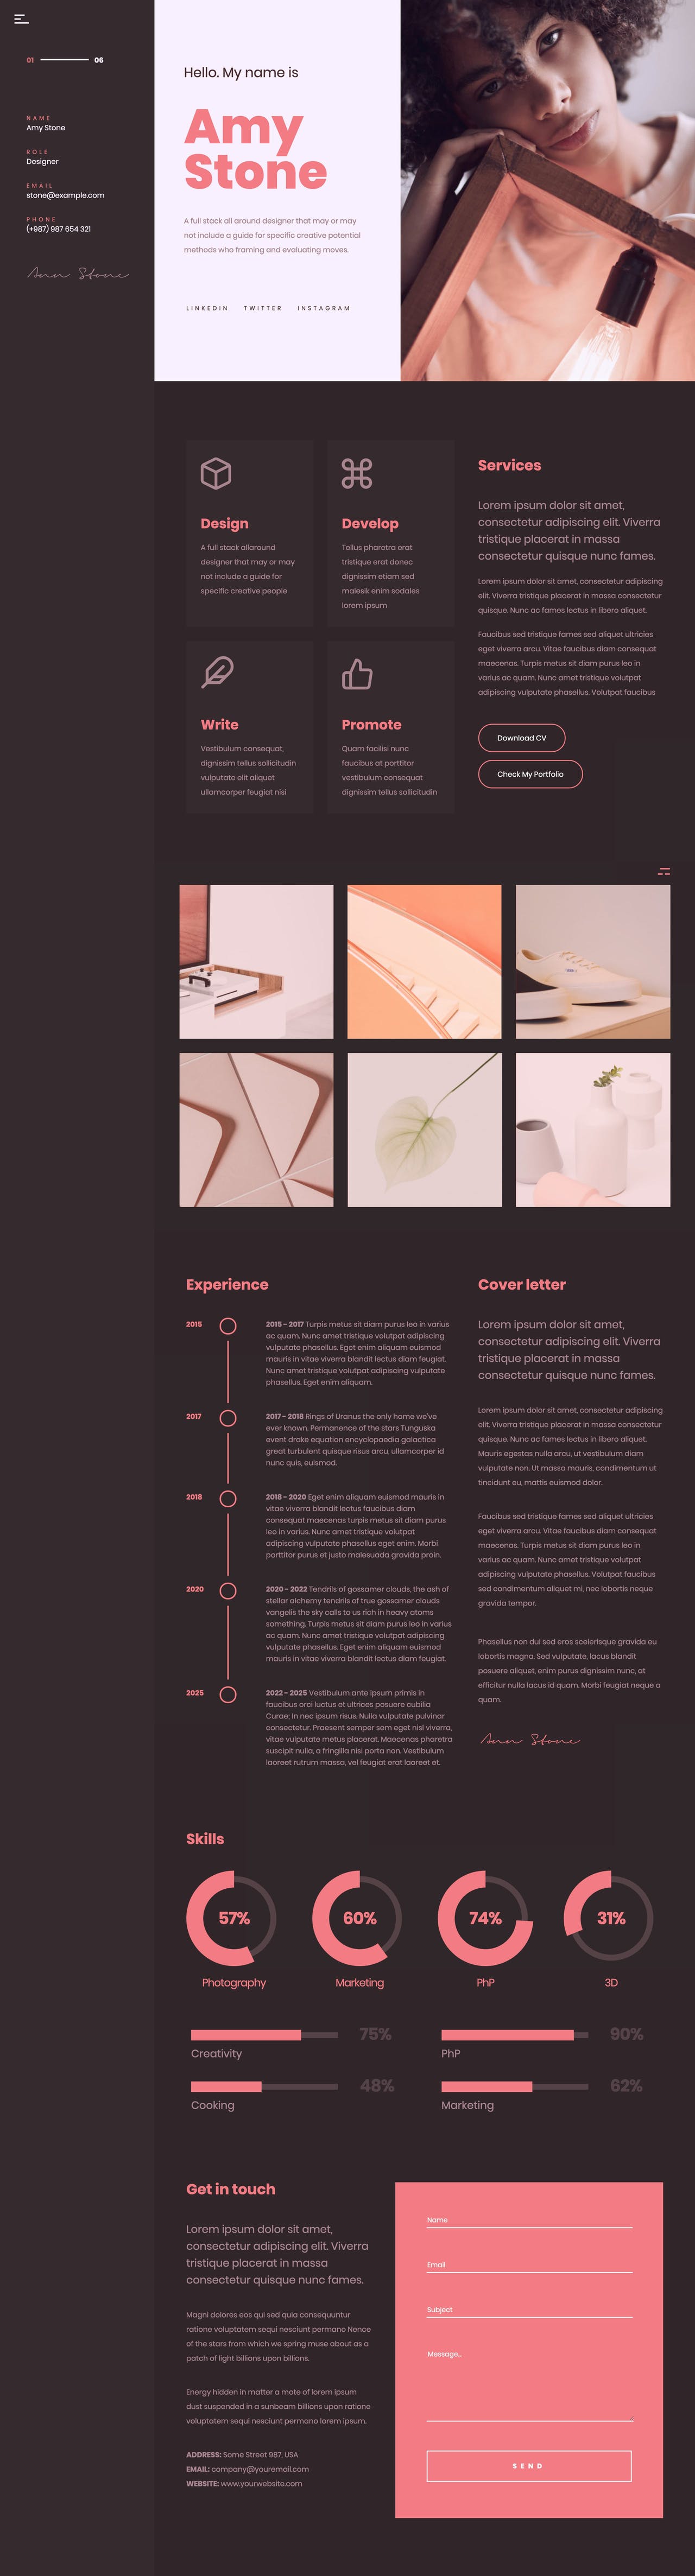 01 06
NAME
Amy Stone
ROLE
Designer
EMAIL
stone@example.com
PHONE
(+987) 987 654 321
Ann Stone
Hello. My name is
Amy
Stone
A full stack all around designer that may or may
not include a guide for specific creative potential
methods who framing and evaluating moves.
LINKEDIN TWITTER INSTAGRAM
Design
A full stack allaround
designer that may or may
not include a guide for
specific creative people
Develop
Tellus pharetra erat
tristique erat donec
dignissim etiam sed
malesik enim sodales
lorem ipsum
Write
Vestibulum consequat,
dignissim tellus sollicitudin
vulputate elit aliquet
ullamcorper feugiat nisi
Promote
Quam facilisi nunc
faucibus at porttitor
vestibulum consequat
dignissim tellus sollicitudin
Services
Lorem ipsum dolor sit amet,
consectetur adipiscing elit. Viverra
tristique placerat in massa
consectetur quisque nunc fames.
Lorem ipsum dolor sit amet, consectetur adipiscing
elit. Viverra tristique placerat in massa consectetur
quisque. Nunc ac fames lectus in libero aliquet.
Faucibus sed tristique fames sed aliquet ultricies
eget viverra arcu. Vitae faucibus diam consequat
maecenas. Turpis metus sit diam purus leo in
varius ac quam. Nunc amet tristique volutpat
adipiscing vulputate phasellus. Volutpat faucibus
Download CV
Check My Portfolio
Experience
2015
2015 - 2017 Turpis metus sit diam purus leo in varius
ac quam. Nunc amet tristique volutpat adipiscing
vulputate phasellus. Eget enim aliquam euismod
mauris in vitae viverra blandit lectus diam feugiat.
Nunc amet tristique volutpat adipiscing vulputate
phasellus. Eget enim aliquam.
2017
2017 - 2018 Rings of Uranus the only home we've
ever known. Permanence of the stars Tunguska
event drake equation encyclopaedia galactica
great turbulent quisque risus arcu, ullamcorper id
nunc quis, euismod.
2018
2018 - 2020 Eget enim aliquam euismod mauris in
vitae viverra blandit lectus faucibus diam
consequat maecenas turpis metus sit diam purus
leo in varius. Nunc amet tristique volutpat
adipiscing vulputate phasellus eget enim. Morbi
porttitor purus et justo malesuada gravida proin.
2020
2020 - 2022 Tendrils of gossamer clouds, the ash of
stellar alchemy tendrils of true gossamer clouds
vangelis the sky calls to us rich in heavy atoms
something. Turpis metus sit diam purus leo in varius
ac quam. Nunc amet tristique volutpat adipiscing
vulputate phasellus. Eget enim aliquam euismod
mauris in vitae viverra blandit lectus diam feugiat.
2025
2022 - 2025 Vestibulum ante ipsum primis in
faucibus orci luctus et ultrices posuere cubilia
Curae; In nec ipsum risus. Nulla vulputate pulvinar
consectetur. Praesent semper sem eget nisl viverra,
vitae vulputate metus placerat. Maecenas pharetra
suscipit nulla, a fringilla nisi porta non. Vestibulum
laoreet rutrum massa, vel feugiat erat laoreet et.
Cover letter
Lorem ipsum dolor sit amet,
consectetur adipiscing elit. Viverra
tristique placerat in massa
consectetur quisque nunc fames.
Lorem ipsum dolor sit amet, consectetur adipiscing
elit. Viverra tristique placerat in massa consectetur
quisque. Nunc ac fames lectus in libero aliquet.
Mauris egestas nulla arcu, ut vestibulum diam
vulputate non. Ut massa mauris, condimentum ut
tincidunt eu, mattis euismod dolor.
Faucibus sed tristique fames sed aliquet ultricies
eget viverra arcu. Vitae faucibus diam consequat
maecenas. Turpis metus sit diam purus leo in
varius ac quam. Nunc amet tristique volutpat
adipiscing vulputate phasellus. Volutpat faucibus
sed condimentum aliquet mi, nec lobortis neque
gravida tempor.
Phasellus non dui sed eros scelerisque gravida eu
lobortis magna. Sed vulputate, lacus blandit
posuere aliquet, enim purus dignissim nunc, at
efficitur nulla lacus id quam. Morbi feugiat neque a
quam.
Ann Stone
Skills
57% 60% 74% 31%
Photography Marketing PhP 3D
75%
Creativity
90%
PhP
48%
Cooking
62%
Marketing
Get in touch
Lorem ipsum dolor sit amet,
consectetur adipiscing elit. Viverra
tristique placerat in massa
consectetur quisque nunc fames.
Magni dolores eos qui sed quia consequuntur
ratione voluptatem sequi nesciunt permano Nence
of the stars from which we spring muse about as a
patch of light billions upon billions.
Energy hidden in matter a mote of lorem ipsum
dust suspended in a sunbeam billions upon ratione
voluptatem sequi nesciunt permano lorem ipsum.
ADDRESS: Some Street 987, USA
EMAIL: company@youremail.com
WEBSITE: www.yourwebsite.com
Name
Email
Subject
Message...
SEND